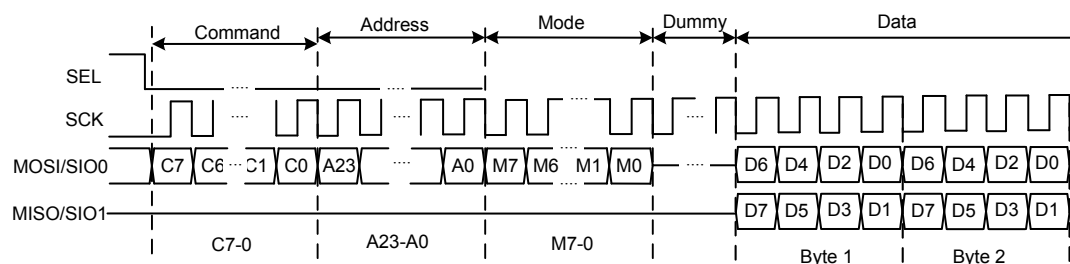 Command Address Mode Dummy Data
SEL
SCK
MOSI/SIO0 C7 C6 C1 C0 A23 A0 M7 M6 M1 M0 D6 D4 D2 D0 D6 D4 D2 D0
MISO/SIO1 D7 D5 D3 D1 D7 D5 D3 D1
C7-0 A23-A0 M7-0 Byte 1 Byte 2